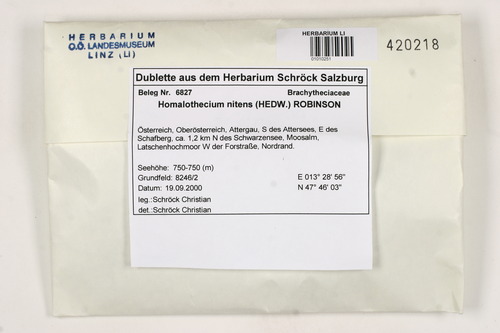 HERBARIUM
O.Ö. LANDESMUSEUM
LINZ (LI)
HERBARIUM LI
01010251
420218
Dublette aus dem Herbarium Schröck Salzburg
Beleg Nr. 6827 Brachytheciaceae
Homalothecium nitens (HEDW.) ROBINSON
Österreich, Oberösterreich, Attergau, S des Attersees, E des
Schafberg, ca. 1,2 km N des Schwarzensee, Moosalm,
Latschenhochmoor W der Forstraße, Nordrand.
Seehöhe: 750-750 (m)
Grundfeld: 8246/2 E 013° 28' 56"
Datum: 19.09.2000 N 47° 46' 03"
leg.:Schröck Christian
det.:Schröck Christian